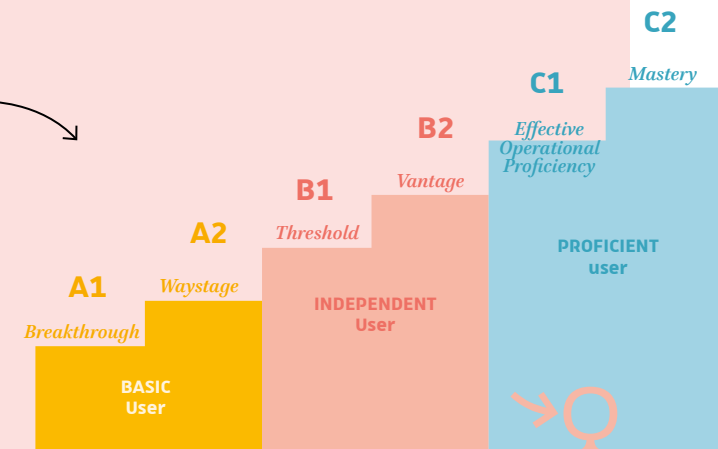 C2
Mastery
C1
Effective
Operational
Proficiency
B2
Vantage
B1
Threshold
A2
Waystage
A1
Breakthrough
PROFICIENT
user
INDEPENDENT
User
BASIC
User